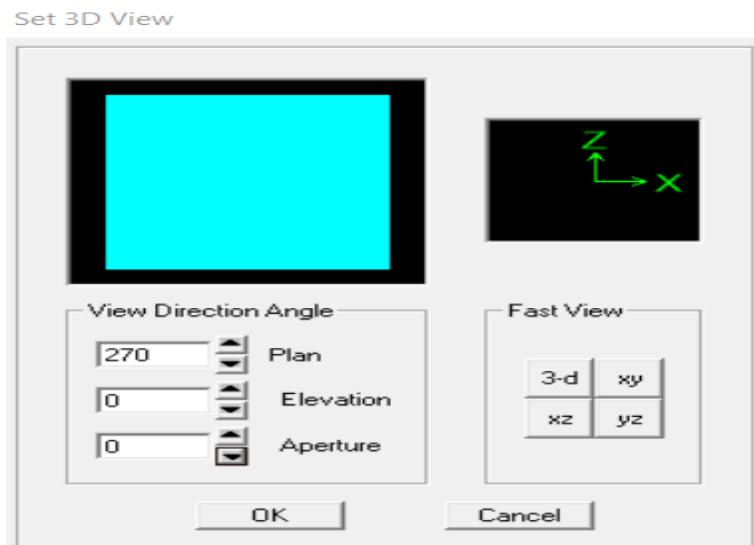 Set 3D View
Z
X
View Direction Angle
270 Plan
0 Elevation
0 Aperture
Fast View
3-d xy
xz yz
OK Cancel